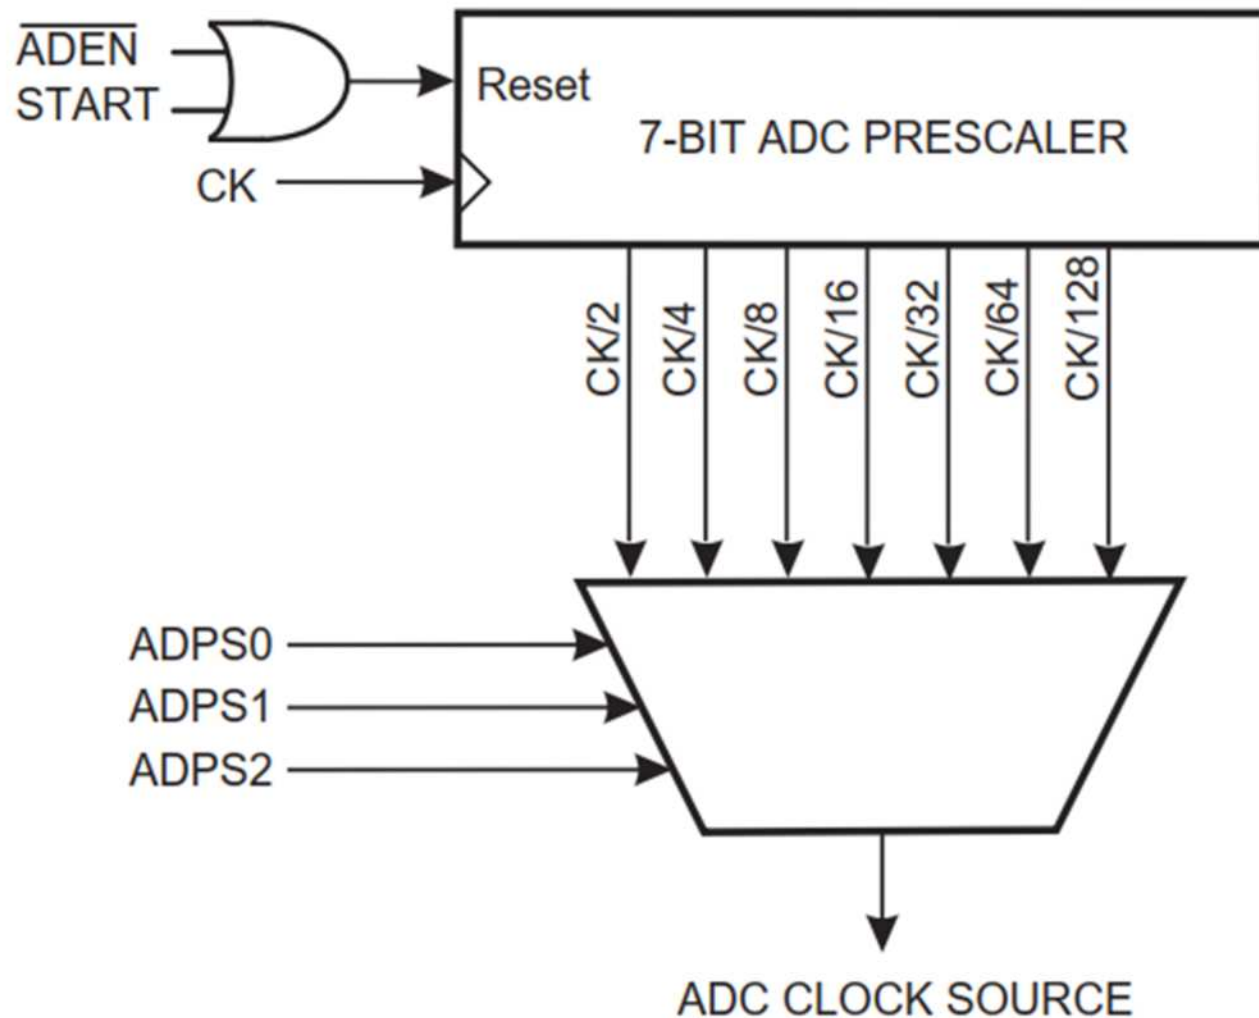 ADEN
START
Reset
7-BIT ADC PRESCALER
CK
CK/2
CK/4
CK/8
CK/16
CK/32
CK/64
CK/128
ADPS0
ADPS1
ADPS2
ADC CLOCK SOURCE